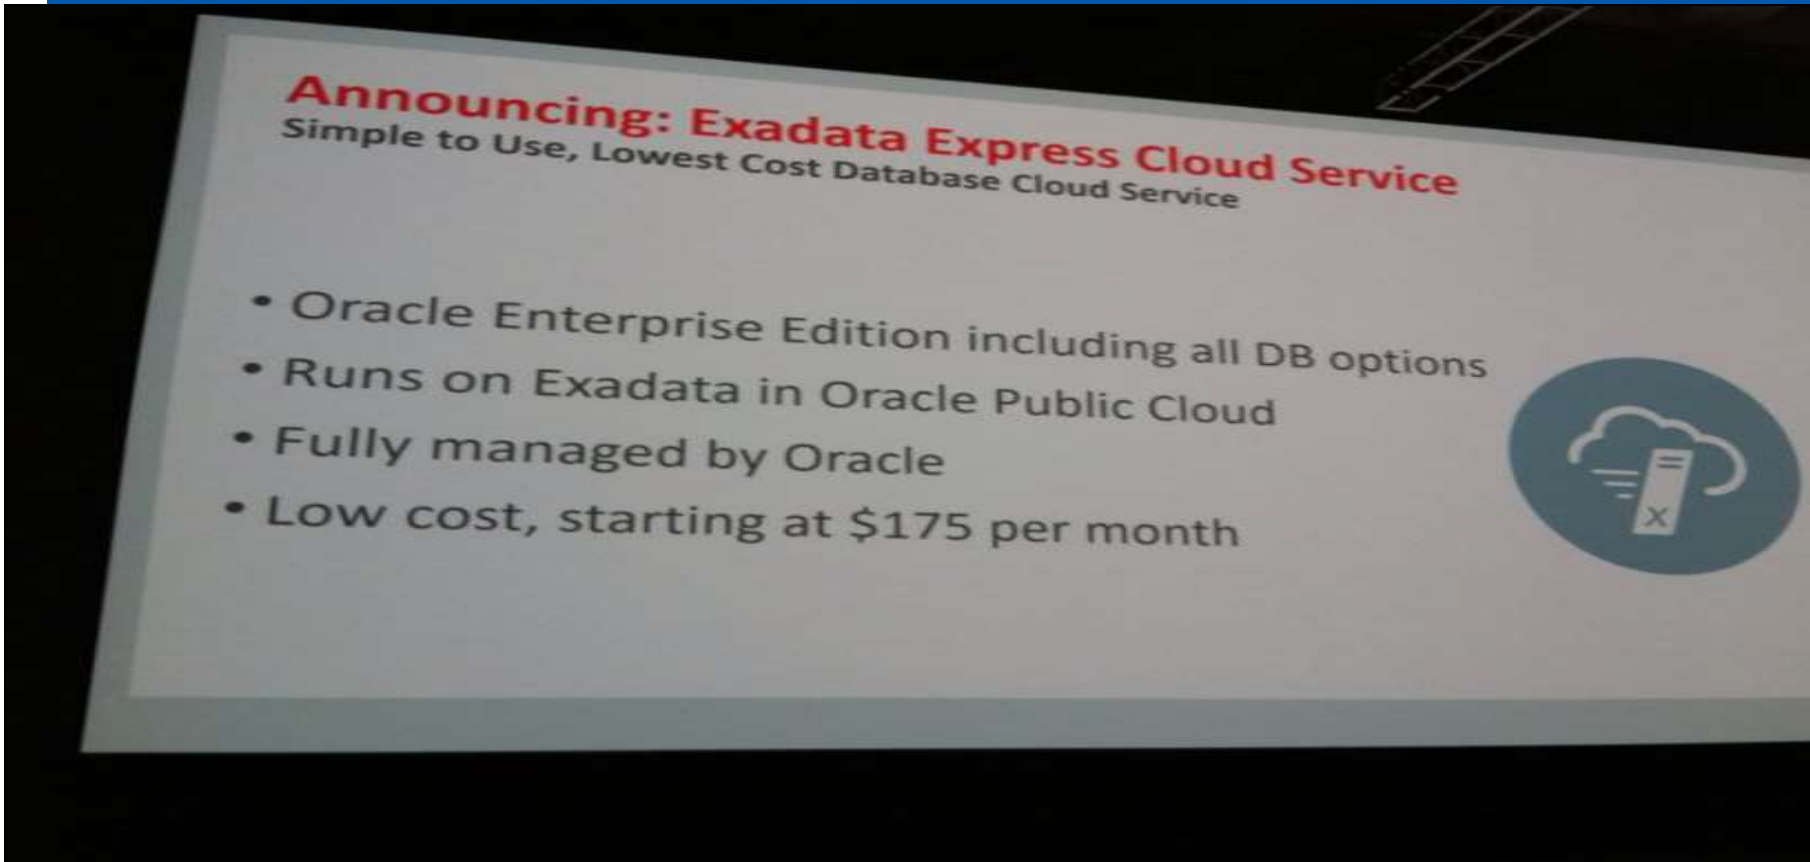 Announcing: Exadata Express Cloud Service
Simple to Use, Lowest Cost Database Cloud Service
• Oracle Enterprise Edition including all DB options
• Runs on Exadata in Oracle Public Cloud
• Fully managed by Oracle
• Low cost, starting at $175 per month
X